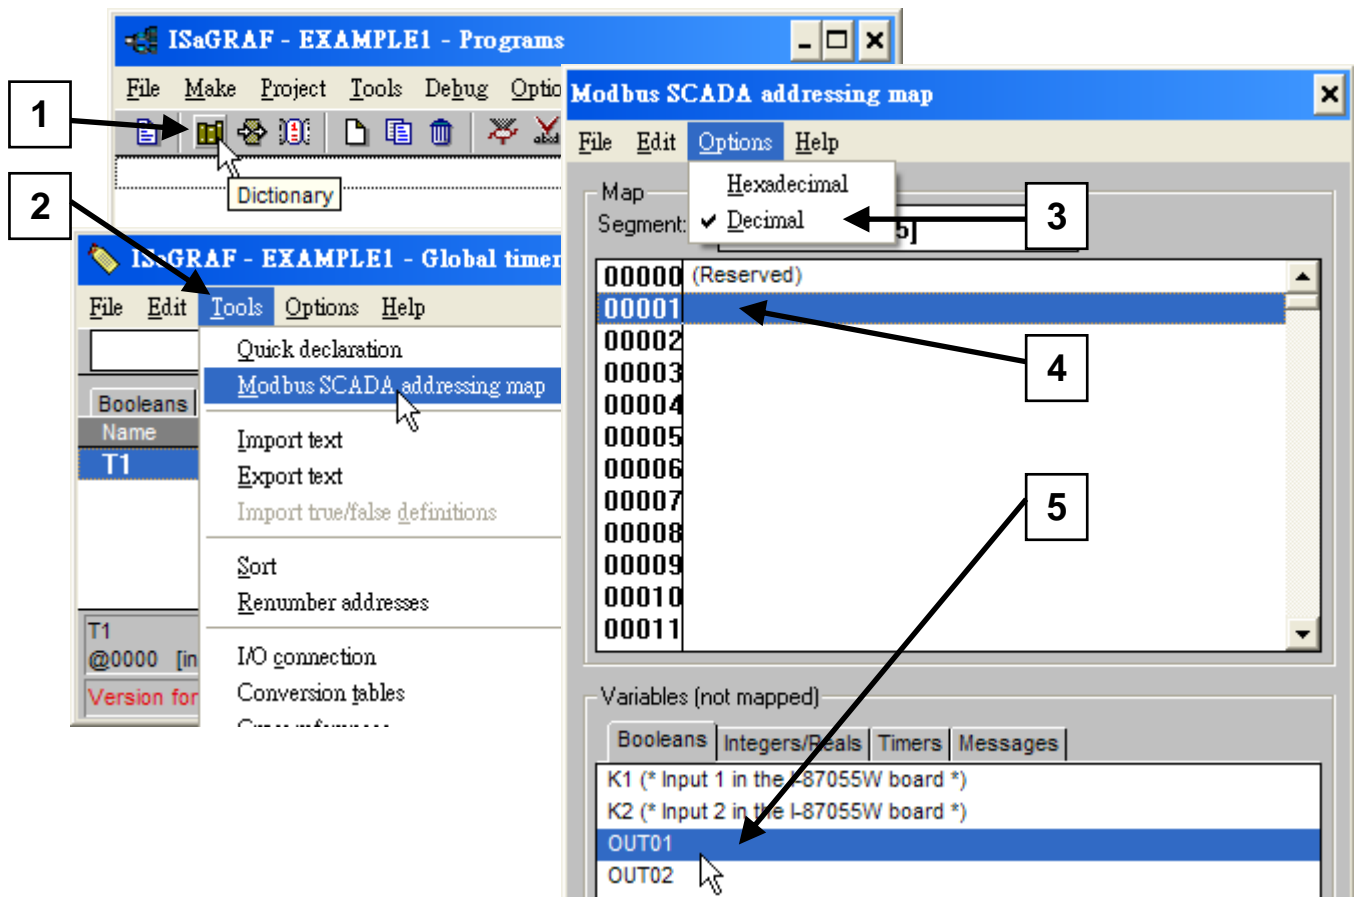 ISaGRAF - EXAMPLE1 - Programs
File Make Project Tools Debug Optio
1
Dictionary
2
ISaGRAF - EXAMPLE1 - Global timer
File Edit Tools Options Help
Quick declaration
Modbus SCADA addressing map
Import text
Export text
Import true/false definitions
Sort
Renumber addresses
I/O connection
Conversion tables
Booleans
Name
T1
T1
@0000 [in
Version for
Modbus SCADA addressing map
File Edit Options Help
Hexadecimal
Decimal
3
Map
Segment: 5]
00000 (Reserved)
00001
00002
00003
00004
00005
00006
00007
00008
00009
00010
00011
4
5
Variables (not mapped)
Booleans Integers/Reals Timers Messages
K1 (* Input 1 in the I-87055W board *)
K2 (* Input 2 in the I-87055W board *)
OUT01
OUT02